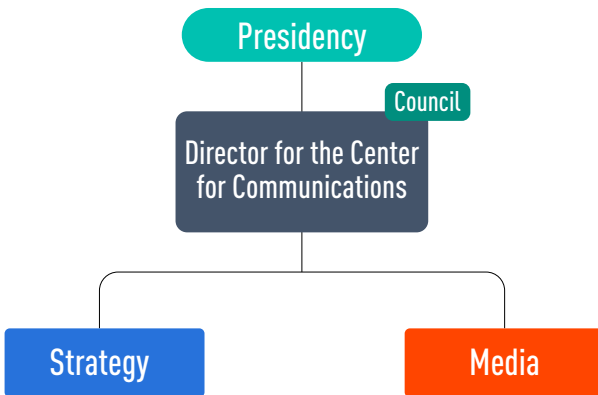 Presidency
Council
Director for the Center
for Communications
Strategy
Media